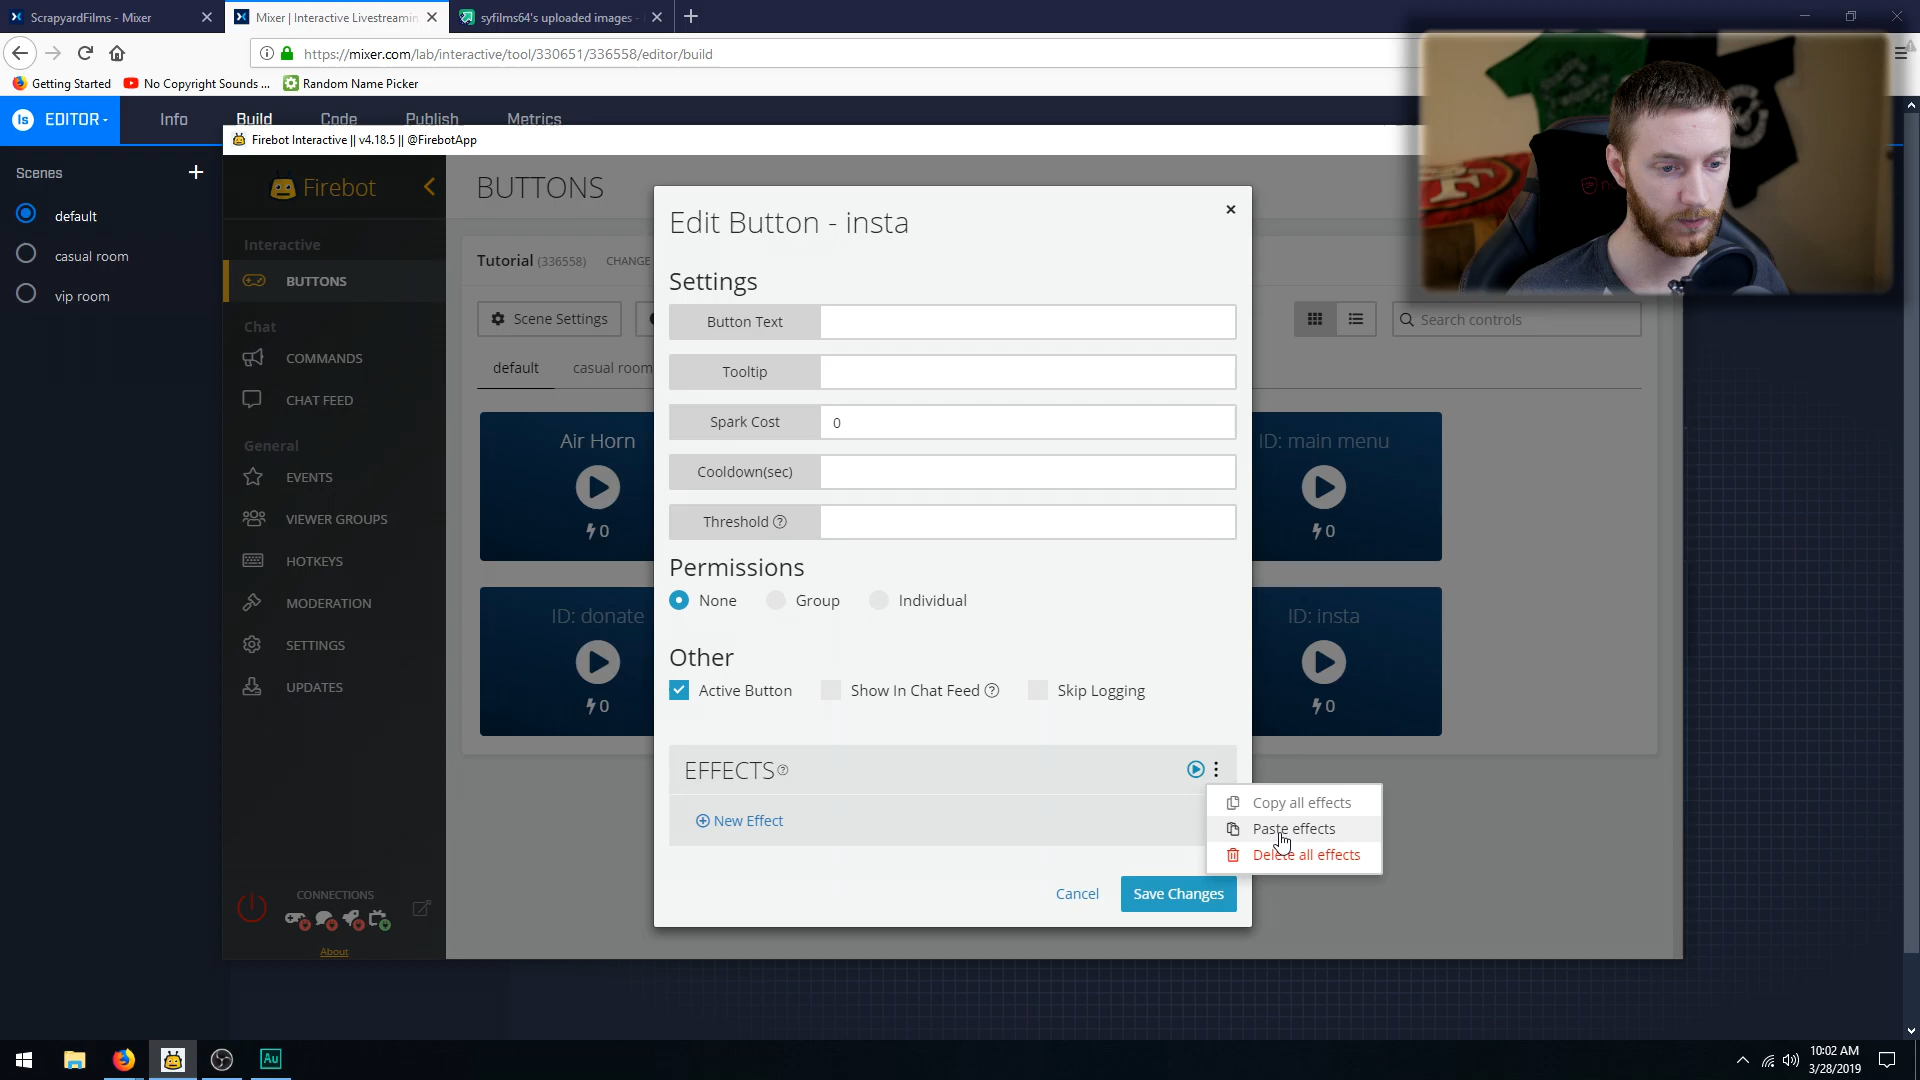 ScrapyardFilms - Mixer
Mixer | Interactive Livestreamin
syfilms64's uploaded images -
https://mixer.com/lab/interactive/tool/330651/336558/editor/build
Getting Started
No Copyright Sounds ...
Random Name Picker
EDITOR
Info
Build
Code
Publish
Metrics
Firebot Interactive || v4.18.5 || @FirebotApp
Scenes
default
casual room
vip room
Firebot
Interactive
BUTTONS
Chat
COMMANDS
CHAT FEED
General
EVENTS
VIEWER GROUPS
HOTKEYS
MODERATION
SETTINGS
UPDATES
CONNECTIONS
About
BUTTONS
Tutorial (336558) CHANGE
Scene Settings
Search controls
default
casual room
Air Horn
0
ID: main menu
0
ID: donate
0
ID: insta
0
Edit Button - insta
Settings
Button Text
Tooltip
Spark Cost
0
Cooldown(sec)
Threshold
Permissions
None
Group
Individual
Other
Active Button
Show In Chat Feed
Skip Logging
EFFECTS
New Effect
Copy all effects
Paste effects
Delete all effects
Cancel
Save Changes
Au
10:02 AM
3/28/2019